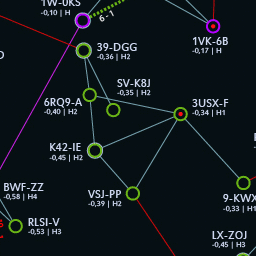 1W-0KS
-0,10 | H
6 - 1
1VK-6B
-0,17 | H
39-DGG
-0,36 | H2
SV-K8J
-0,35 | H2
6RQ9-A
-0,40 | H2
3USX-F
-0,34 | H1
K42-IE
-0,45 | H2
BWF-ZZ
-0,58 | H4
VSJ-PP
-0,39 | H2
9-KWX
-0,33 | H1
RLSI-V
-0,53 | H3
LX-ZOJ
-0,45 | H3